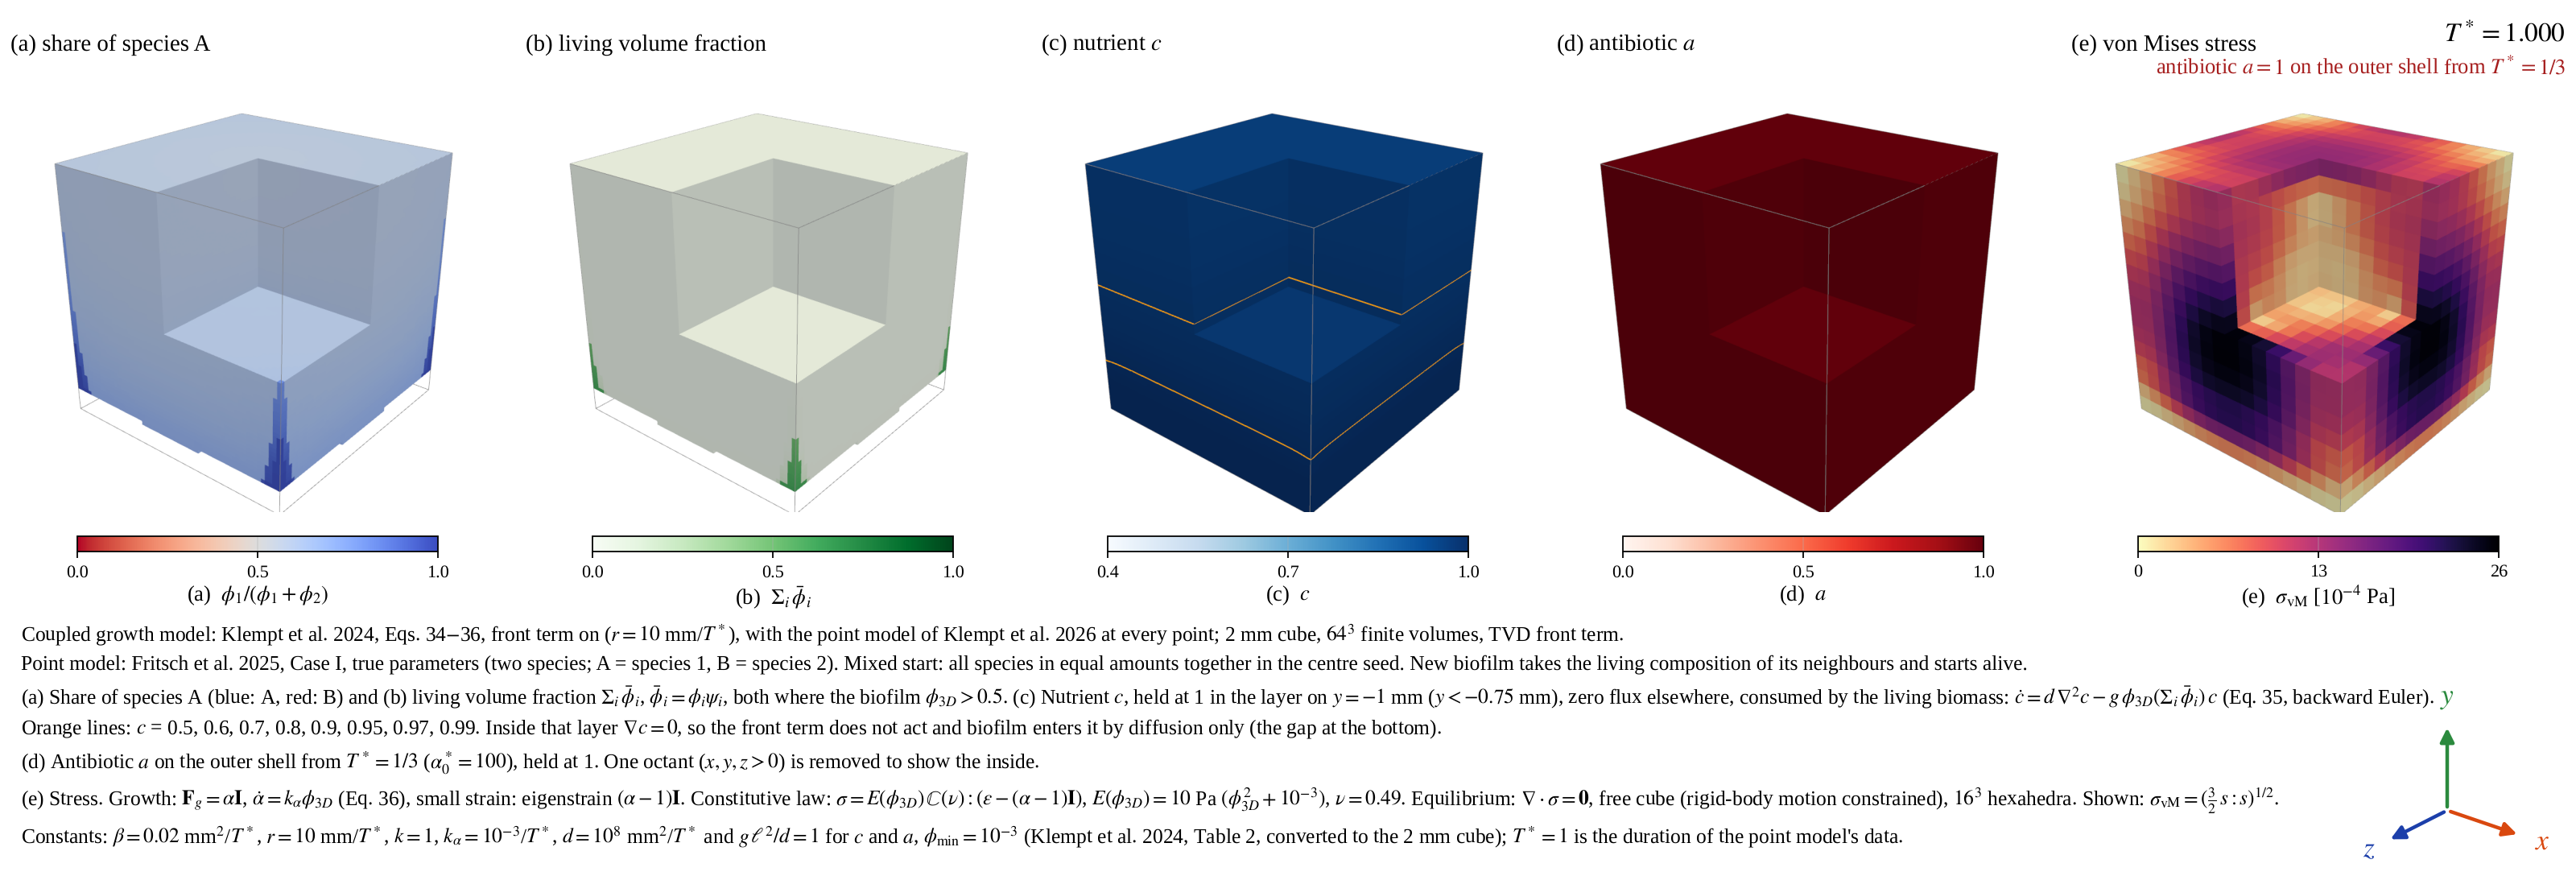 (a) share of species A
(b) living volume fraction
(c) nutrient c
(d) antibiotic a
(e) von Mises stress
T* = 1.000
antibiotic a = 1 on the outer shell from T* = 1/3
0.0 0.5 1.0
(a) ϕ₁/(ϕ₁ + ϕ₂)
0.0 0.5 1.0
(b) Σᵢ ϕ̄ᵢ
0.4 0.7 1.0
(c) c
0.0 0.5 1.0
(d) a
0 13 26
(e) σ_vM [10⁻⁴ Pa]
Coupled growth model: Klempt et al. 2024, Eqs. 34−36, front term on (r = 10 mm/T*), with the point model of Klempt et al. 2026 at every point; 2 mm cube, 64³ finite volumes, TVD front term.
Point model: Fritsch et al. 2025, Case I, true parameters (two species; A = species 1, B = species 2). Mixed start: all species in equal amounts together in the centre seed. New biofilm takes the living composition of its neighbours and starts alive.
(a) Share of species A (blue: A, red: B) and (b) living volume fraction Σᵢ ϕ̄ᵢ, ϕ̄ᵢ = ϕᵢψᵢ, both where the biofilm ϕ₃D > 0.5. (c) Nutrient c, held at 1 in the layer on y = −1 mm (y < −0.75 mm), zero flux elsewhere, consumed by the living biomass: ċ = d ∇²c − g ϕ₃D(Σᵢ ϕ̄ᵢ) c (Eq. 35, backward Euler).
Orange lines: c = 0.5, 0.6, 0.7, 0.8, 0.9, 0.95, 0.97, 0.99. Inside that layer ∇c = 0, so the front term does not act and biofilm enters it by diffusion only (the gap at the bottom).
(d) Antibiotic a on the outer shell from T* = 1/3 (α₀* = 100), held at 1. One octant (x, y, z > 0) is removed to show the inside.
(e) Stress. Growth: F_g = αI, α̇ = k_αϕ₃D (Eq. 36), small strain: eigenstrain (α − 1)I. Constitutive law: σ = E(ϕ₃D) ℂ(ν) : (ε − (α − 1)I), E(ϕ₃D) = 10 Pa (ϕ₃D² + 10⁻³), ν = 0.49. Equilibrium: ∇ · σ = 0, free cube (rigid-body motion constrained), 16³ hexahedra. Shown: σ_vM = (3/2 s : s)^1/2.
Constants: β = 0.02 mm²/T*, r = 10 mm/T*, k = 1, k_α = 10⁻³/T*, d = 10⁸ mm²/T* and gℓ²/d = 1 for c and a, ϕ_min = 10⁻³ (Klempt et al. 2024, Table 2, converted to the 2 mm cube); T* = 1 is the duration of the point model's data.
y
z
x